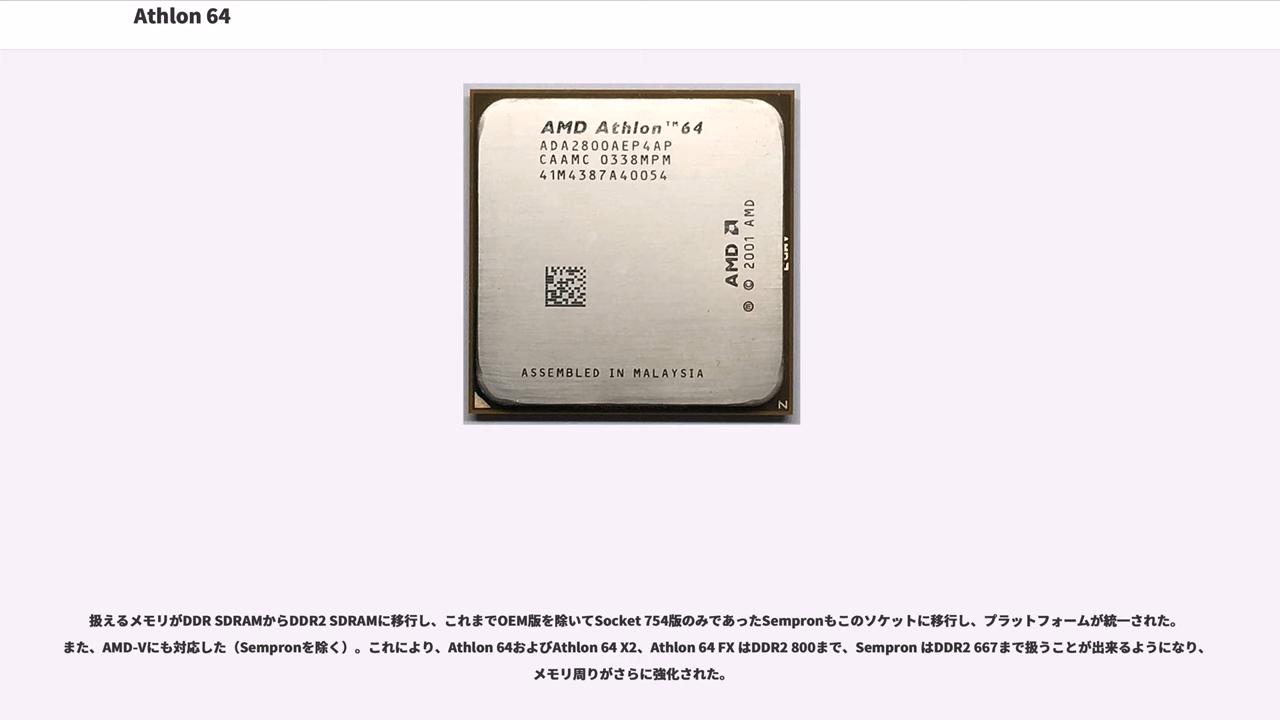 Athlon 64
AMD Athlon™64
ADA2800AEP4AP
CAAMC 0338MPM
41M4387A40054
AMD
® © 2001 AMD
ASSEMBLED IN MALAYSIA
Z
扱えるメモリがDDR SDRAMからDDR2 SDRAMに移行し、これまでOEM版を除いてSocket 754版のみであったSempronもこのソケットに移行し、プラットフォームが統一された。
また、AMD-Vにも対応した（Sempronを除く）。これにより、Athlon 64およびAthlon 64 X2、Athlon 64 FX はDDR2 800まで、Sempron はDDR2 667まで扱うことが出来るようになり、
メモリ周りがさらに強化された。